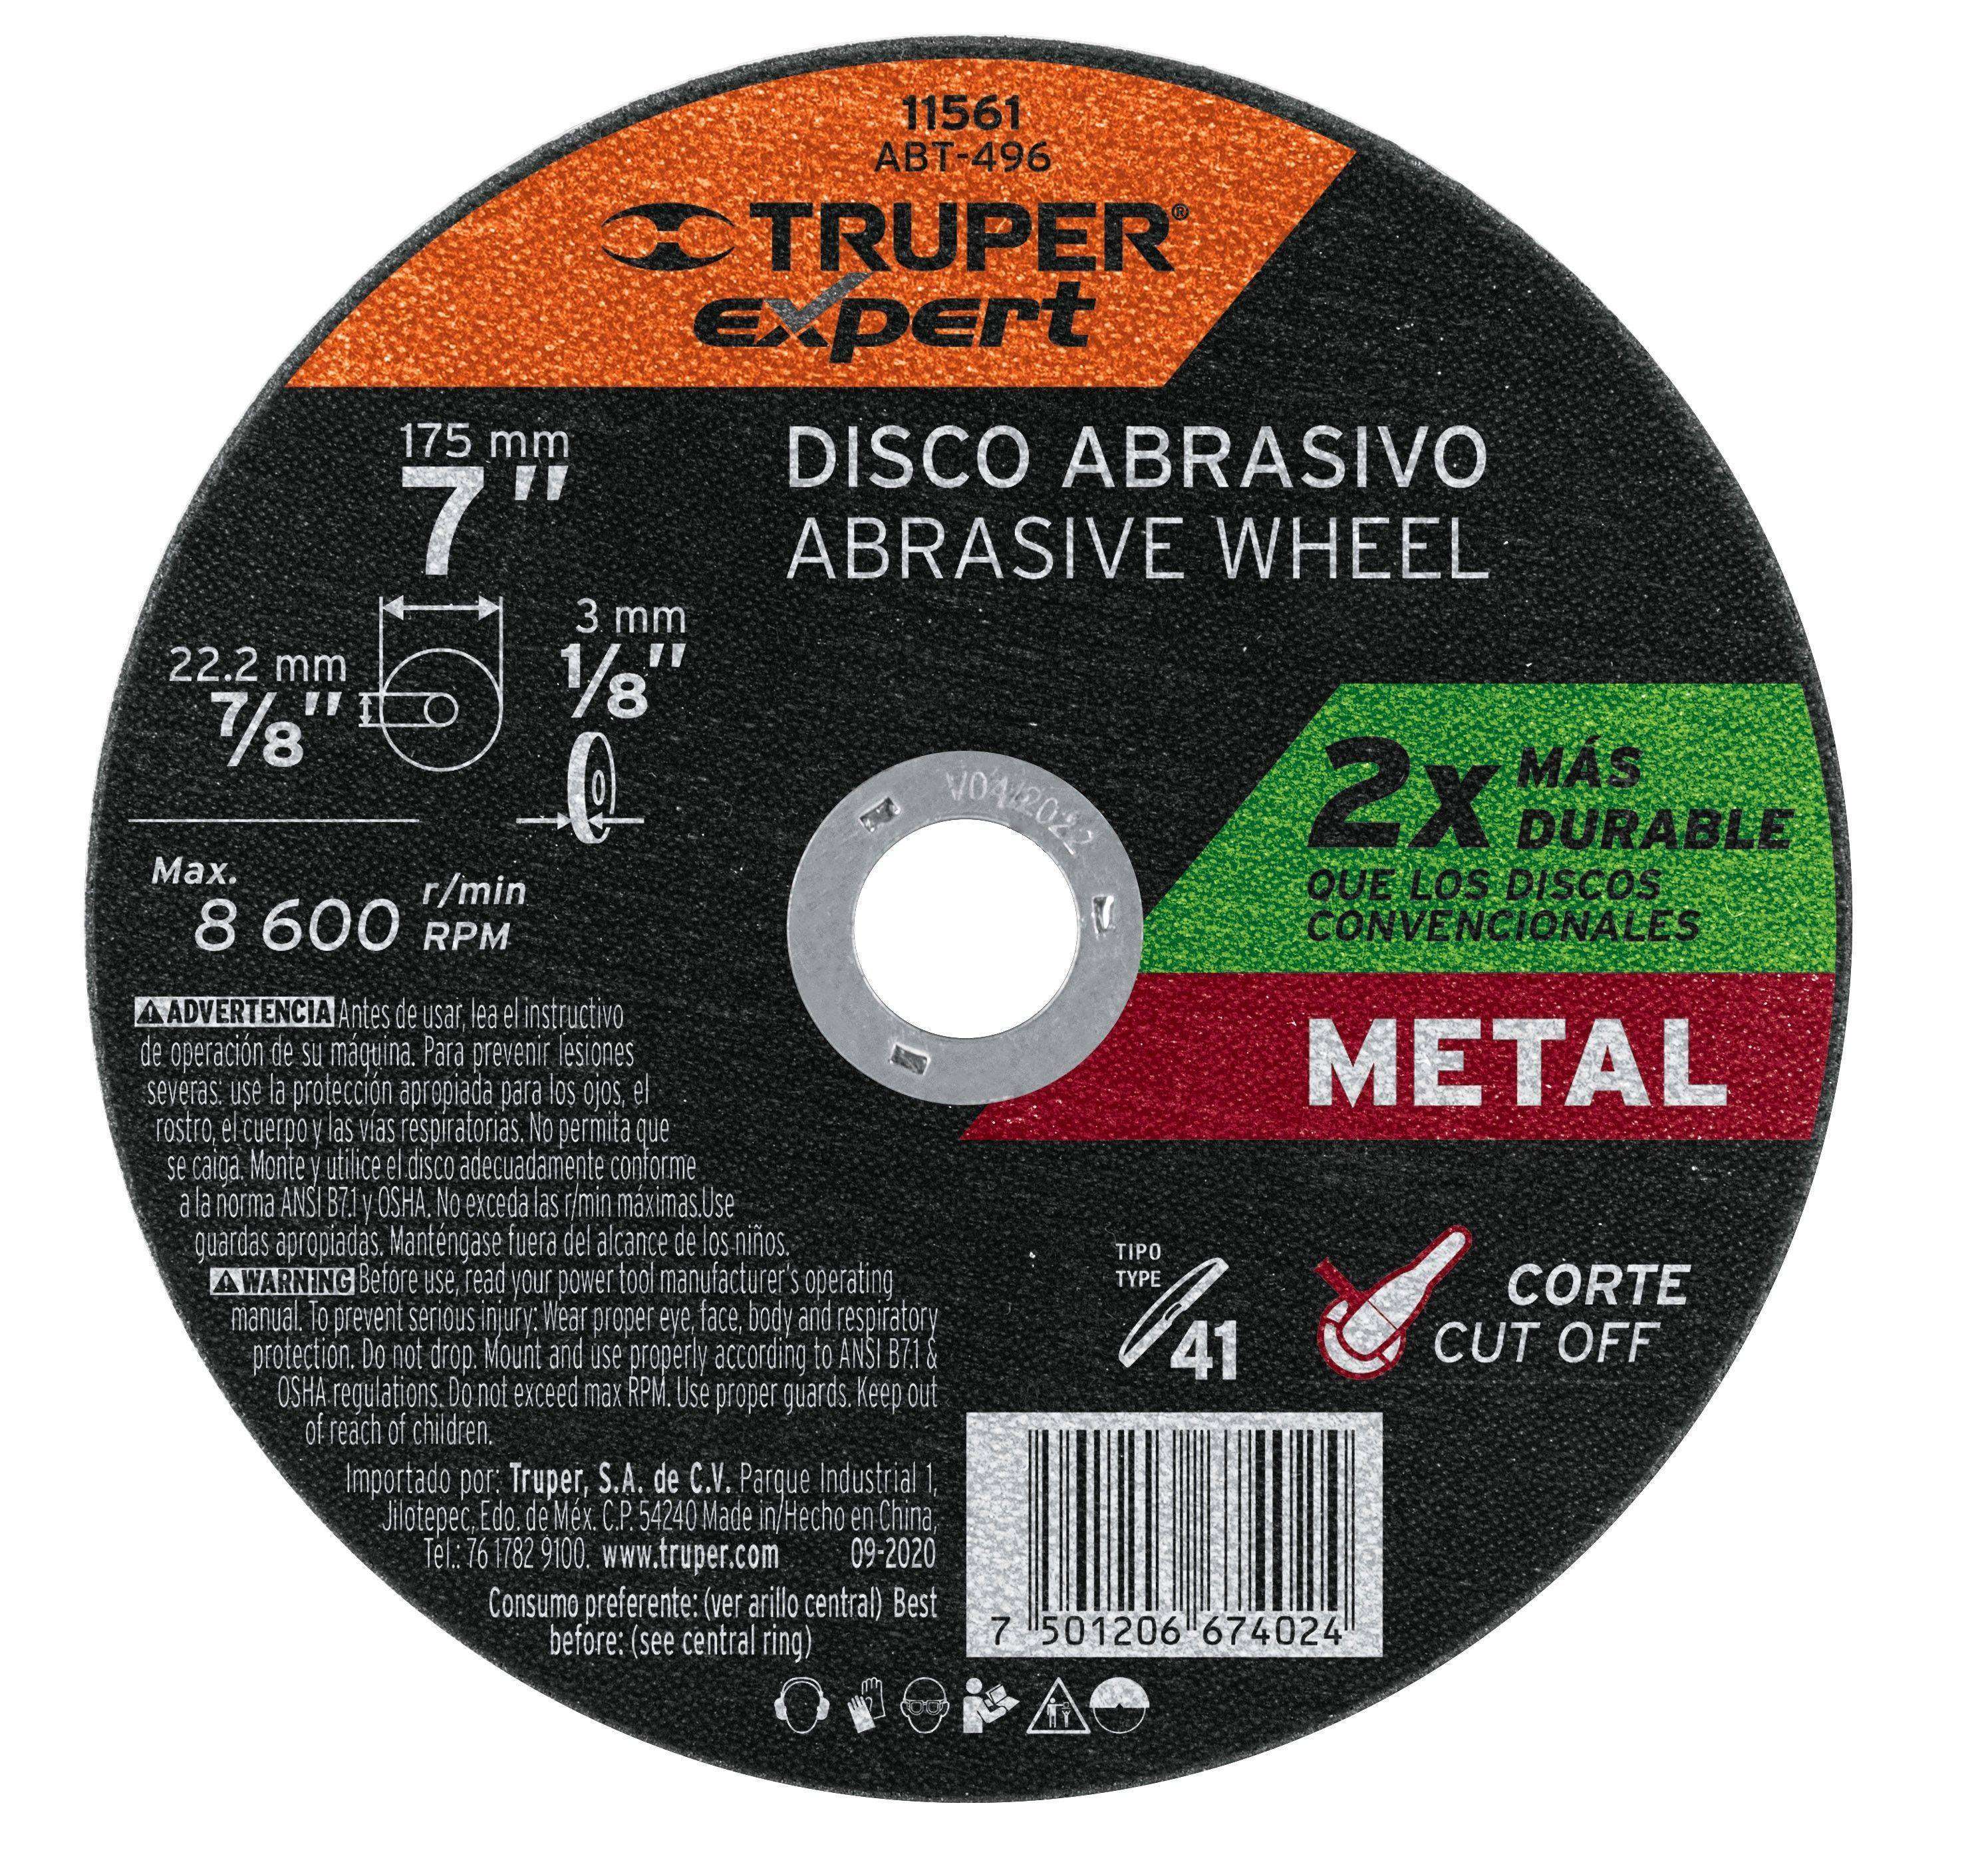 11561
ABT-496
TRUPER®
expert
175 mm
7"
DISCO ABRASIVO
ABRASIVE WHEEL
22.2 mm
7/8"
3 mm
1/8"
V04/2022
2x MÁS
DURABLE
QUE LOS DISCOS
CONVENCIONALES
METAL
Max.
8 600 r/min
RPM
ADVERTENCIA Antes de usar, lea el instructivo
de operación de su máquina. Para prevenir lesiones
severas: use la protección apropiada para los ojos, el
rostro, el cuerpo y las vías respiratorias. No permita que
se caiga. Monte y utilice el disco adecuadamente conforme
a la norma ANSI B7.1 y OSHA. No exceda las r/min máximas.Use
guardas apropiadas. Manténgase fuera del alcance de los niños.
WARNING Before use, read your power tool manufacturer's operating
manual. To prevent serious injury: Wear proper eye, face, body and respiratory
protection. Do not drop. Mount and use properly according to ANSI B7.1 &
OSHA regulations. Do not exceed max RPM. Use proper guards. Keep out
of reach of children.
TIPO
TYPE
41
CORTE
CUT OFF
Importado por: Truper, S.A. de C.V. Parque Industrial 1,
Jilotepec, Edo. de Méx. C.P. 54240 Made in/Hecho en China,
Tel.: 76 1782 9100. www.truper.com 09-2020
Consumo preferente: (ver arillo central) Best
before: (see central ring)
7 501206 674024